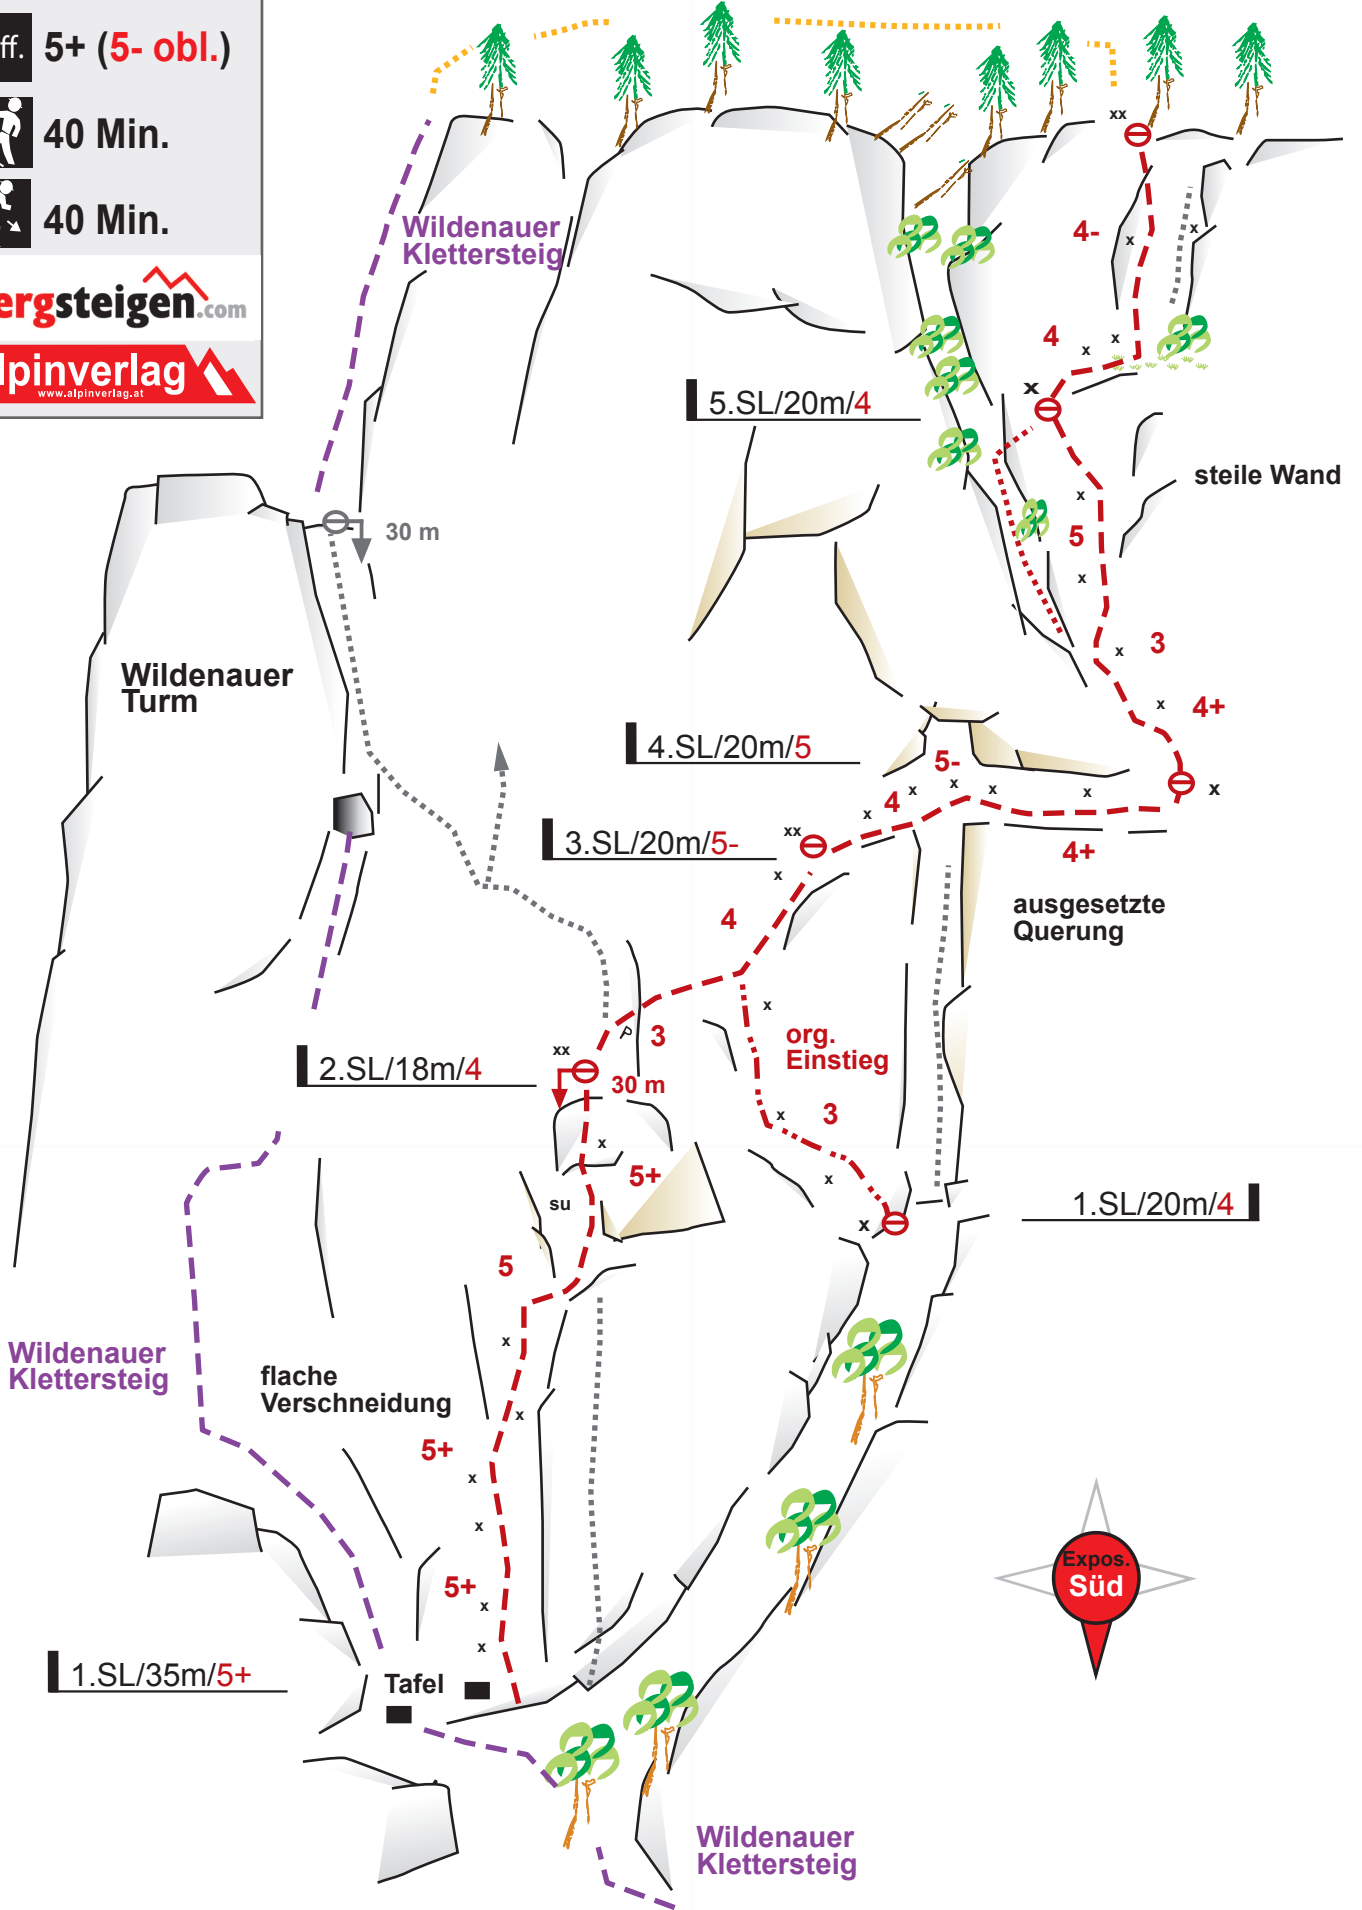 ff. 5+ (5- obl.)
40 Min.
40 Min.
ergsteigen.com
lpinverlag
www.alpinverlag.at
Wildenauer
Klettersteig
xx
4-
x
x
4
x
x
x
5.SL/20m/4
steile Wand
x
30 m
5
x
3
x
Wildenauer
Turm
x
4+
4.SL/20m/5
5-
x
x
x
x
x
4
x
xx
3.SL/20m/5-
4+
x
ausgesetzte
Querung
4
x
P
3
org.
Einstieg
xx
2.SL/18m/4
30 m
3
x
x
5+
x
su
x
1.SL/20m/4
5
x
Wildenauer
Klettersteig
flache
Verschneidung
x
5+
x
x
Expos.
Süd
5+
x
x
1.SL/35m/5+
Tafel
Wildenauer
Klettersteig